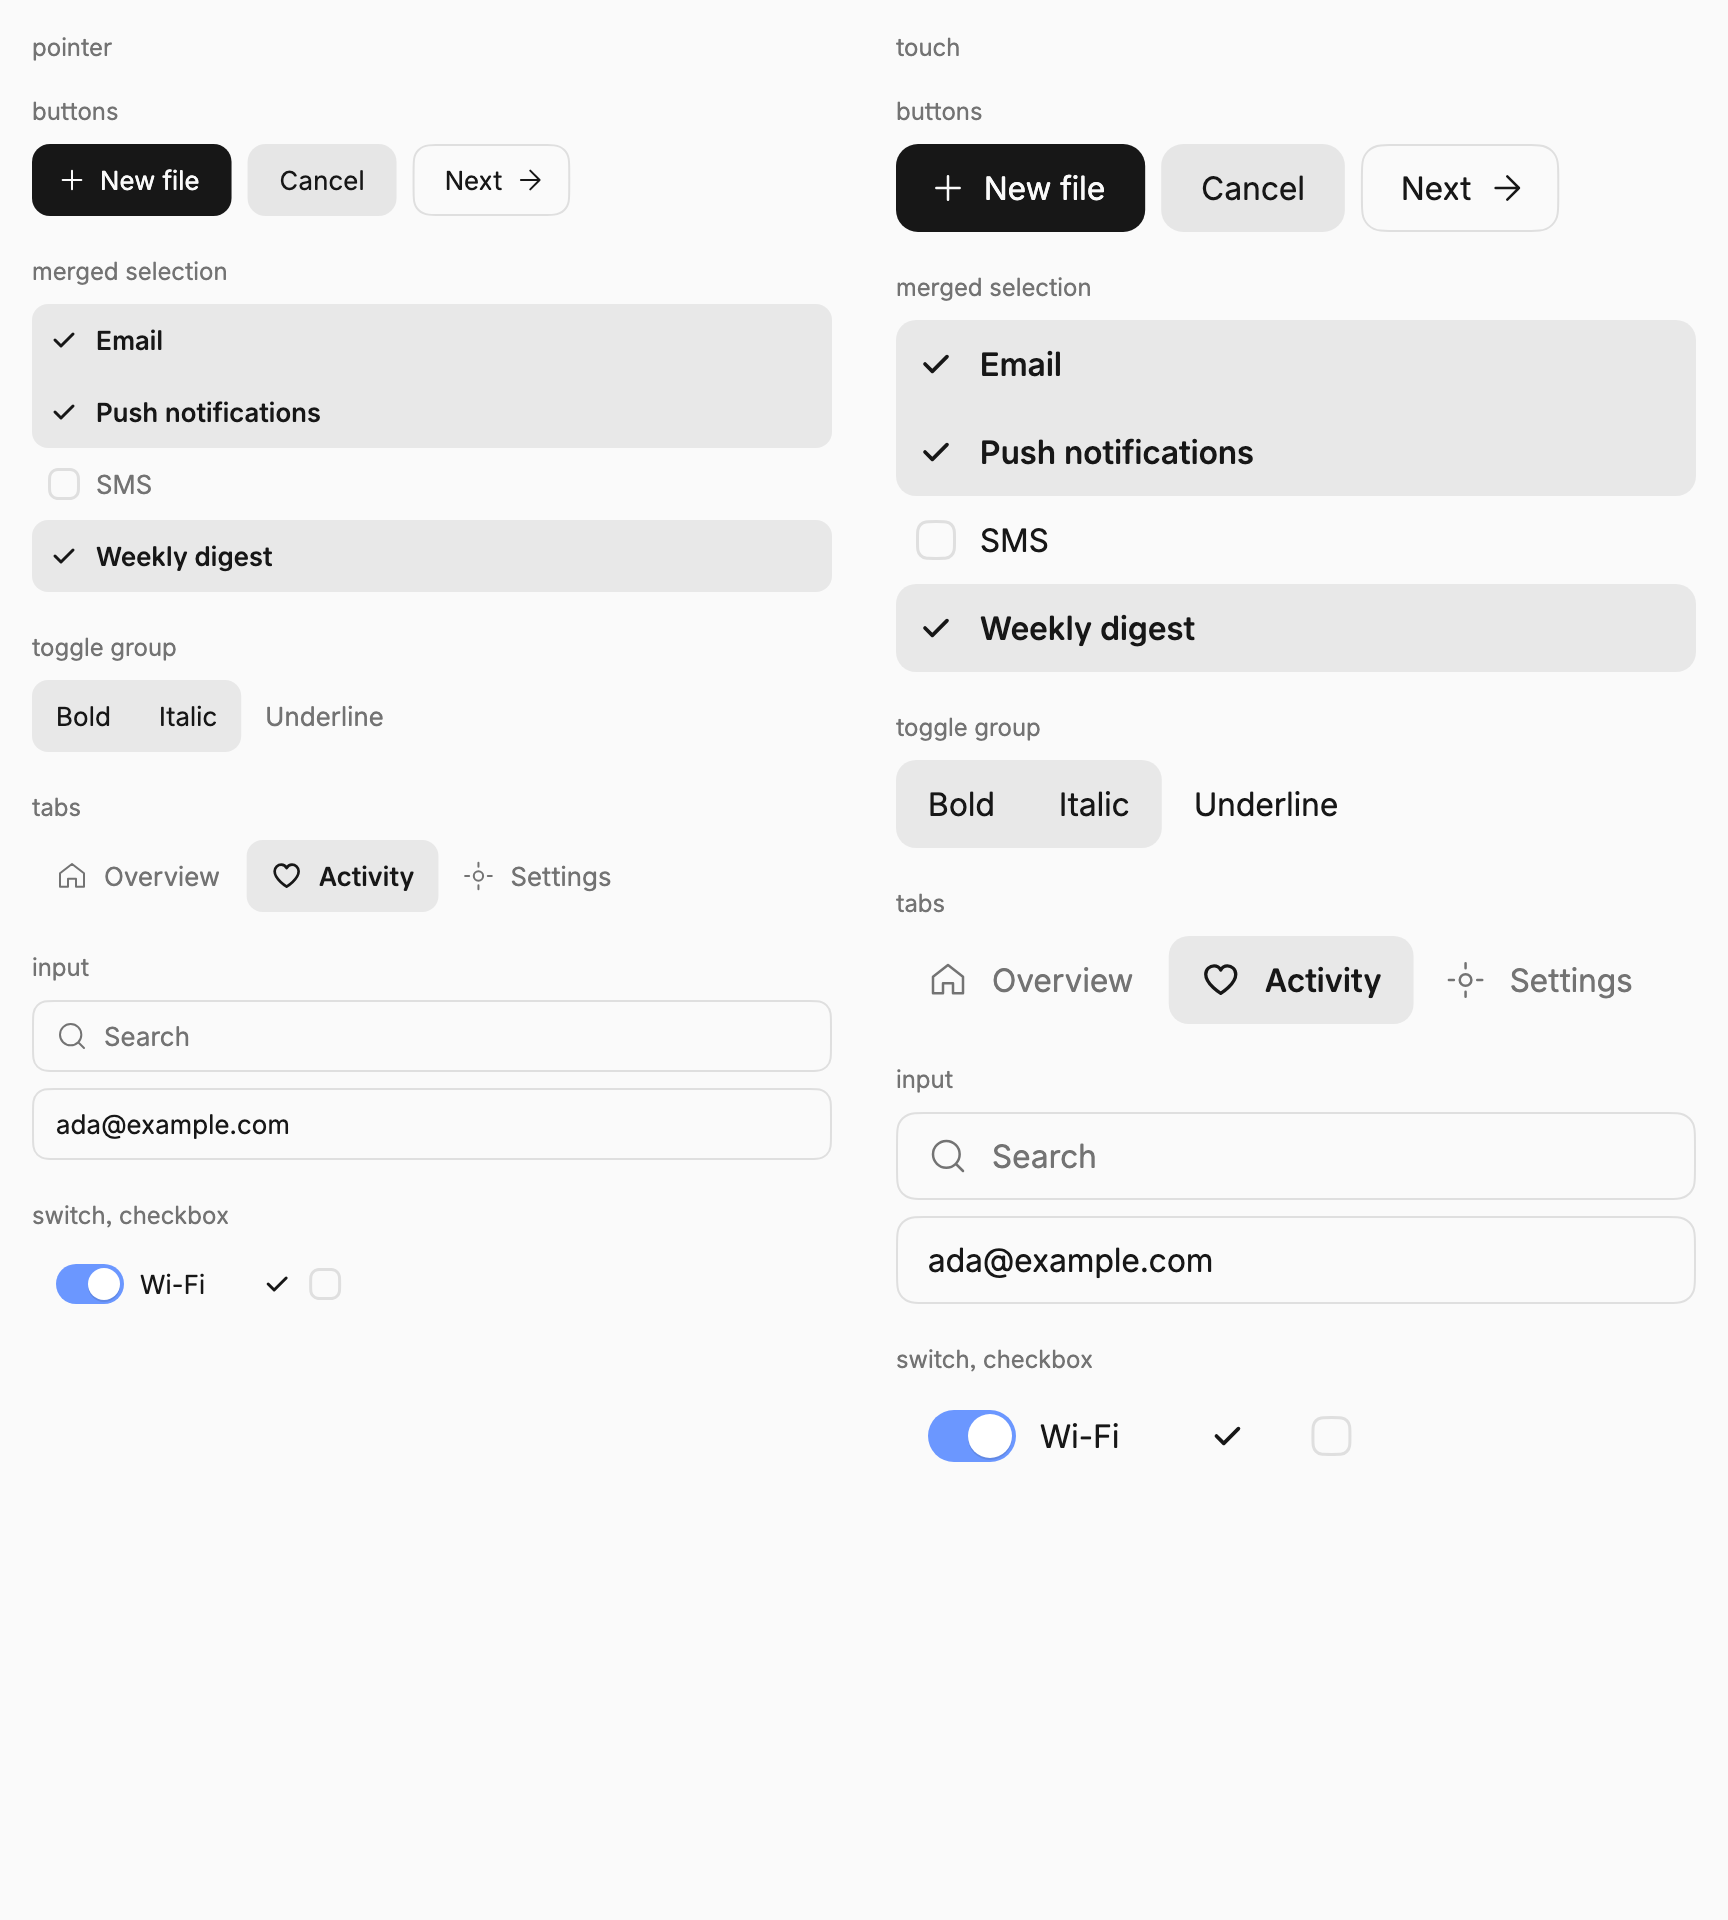 pointer
buttons
New file
Cancel
Next
merged selection
Email
Push notifications
SMS
Weekly digest
toggle group
Bold
Italic
Underline
tabs
Overview
Activity
Settings
input
Search
ada@example.com
switch, checkbox
Wi-Fi
touch
buttons
New file
Cancel
Next
merged selection
Email
Push notifications
SMS
Weekly digest
toggle group
Bold
Italic
Underline
tabs
Overview
Activity
Settings
input
Search
ada@example.com
switch, checkbox
Wi-Fi